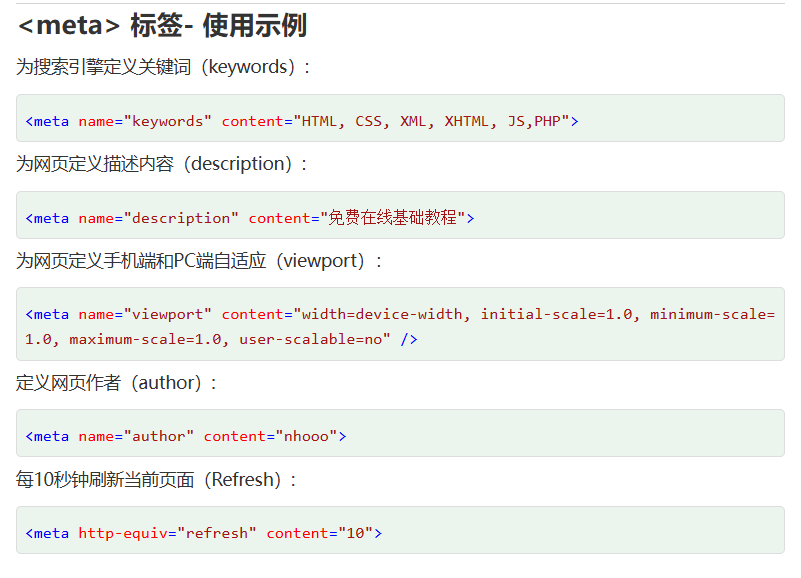 <meta> 标签- 使用示例
为搜索引擎定义关键词（keywords）:
<meta name="keywords" content="HTML, CSS, XML, XHTML, JS,PHP">
为网页定义描述内容（description）:
<meta name="description" content="免费在线基础教程">
为网页定义手机端和PC端自适应（viewport）:
<meta name="viewport" content="width=device-width, initial-scale=1.0, minimum-scale=
1.0, maximum-scale=1.0, user-scalable=no" />
定义网页作者（author）:
<meta name="author" content="nhooo">
每10秒钟刷新当前页面（Refresh）:
<meta http-equiv="refresh" content="10">